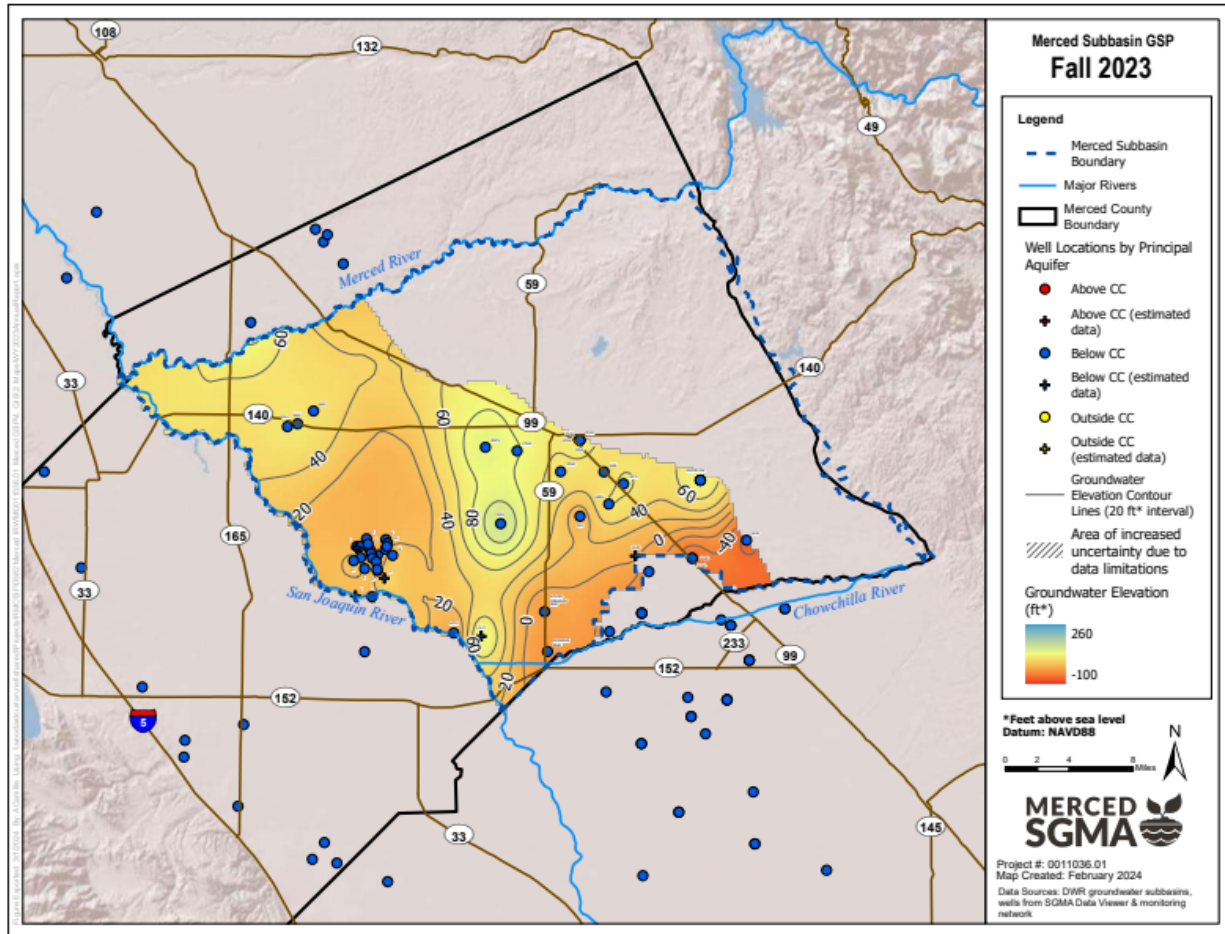 108
132
49
59
140
33
165
140
99
59
33
152
152
233
99
5
33
145
Merced River
San Joaquin River
Chowchilla River
60
40
20
60
40
80
20
60
20
0
0
40
60
-40
Merced Subbasin GSP
Fall 2023
Legend
Merced Subbasin
Boundary
Major Rivers
Merced County
Boundary
Well Locations by Principal
Aquifer
Above CC
Above CC (estimated
data)
Below CC
Below CC (estimated
data)
Outside CC
Outside CC
(estimated data)
Groundwater
Elevation Contour
Lines (20 ft* interval)
Area of increased
uncertainty due to
data limitations
Groundwater Elevation
(ft*)
260
-100
*Feet above sea level
Datum: NAVD88
N
0 2 4 8
Miles
MERCED
SGMA
Project #: 0011036.01
Map Created: February 2024
Data Sources: DWR groundwater subbasins,
wells from SGMA Data Viewer & monitoring
network